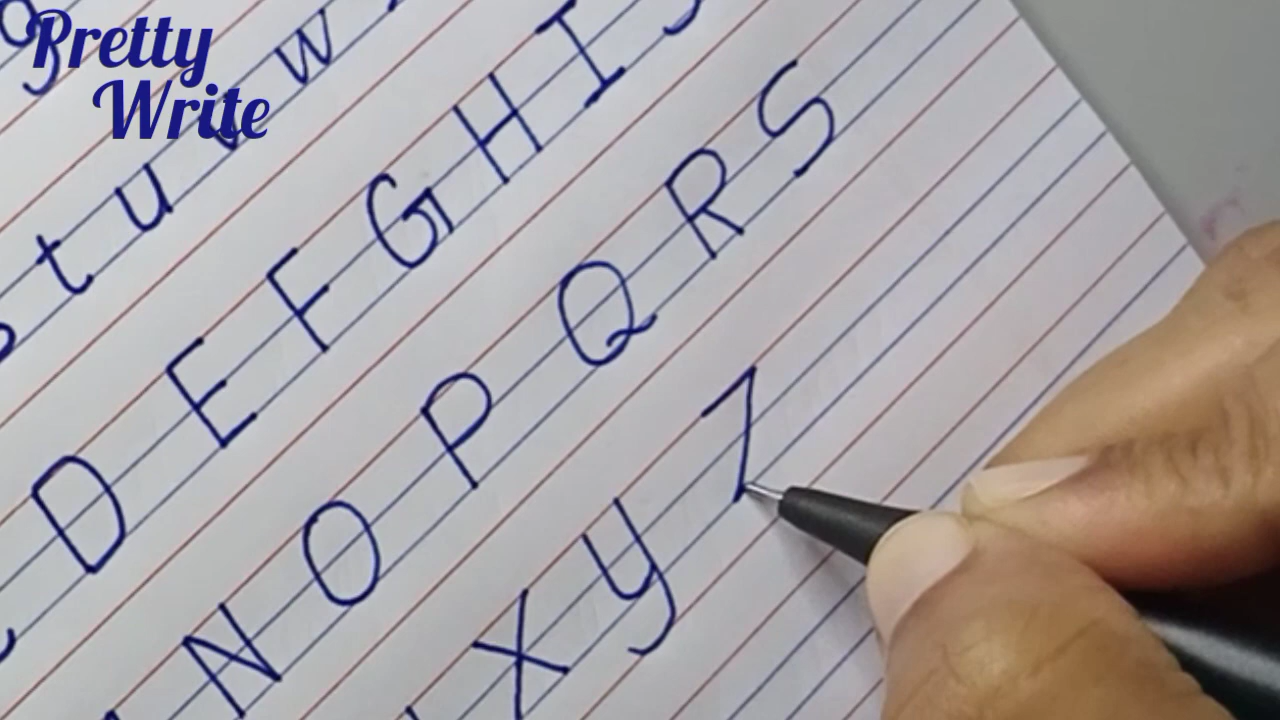 Pretty
Write
g
s t u v w
D E F G H I J
N O P Q R S
X Y Z